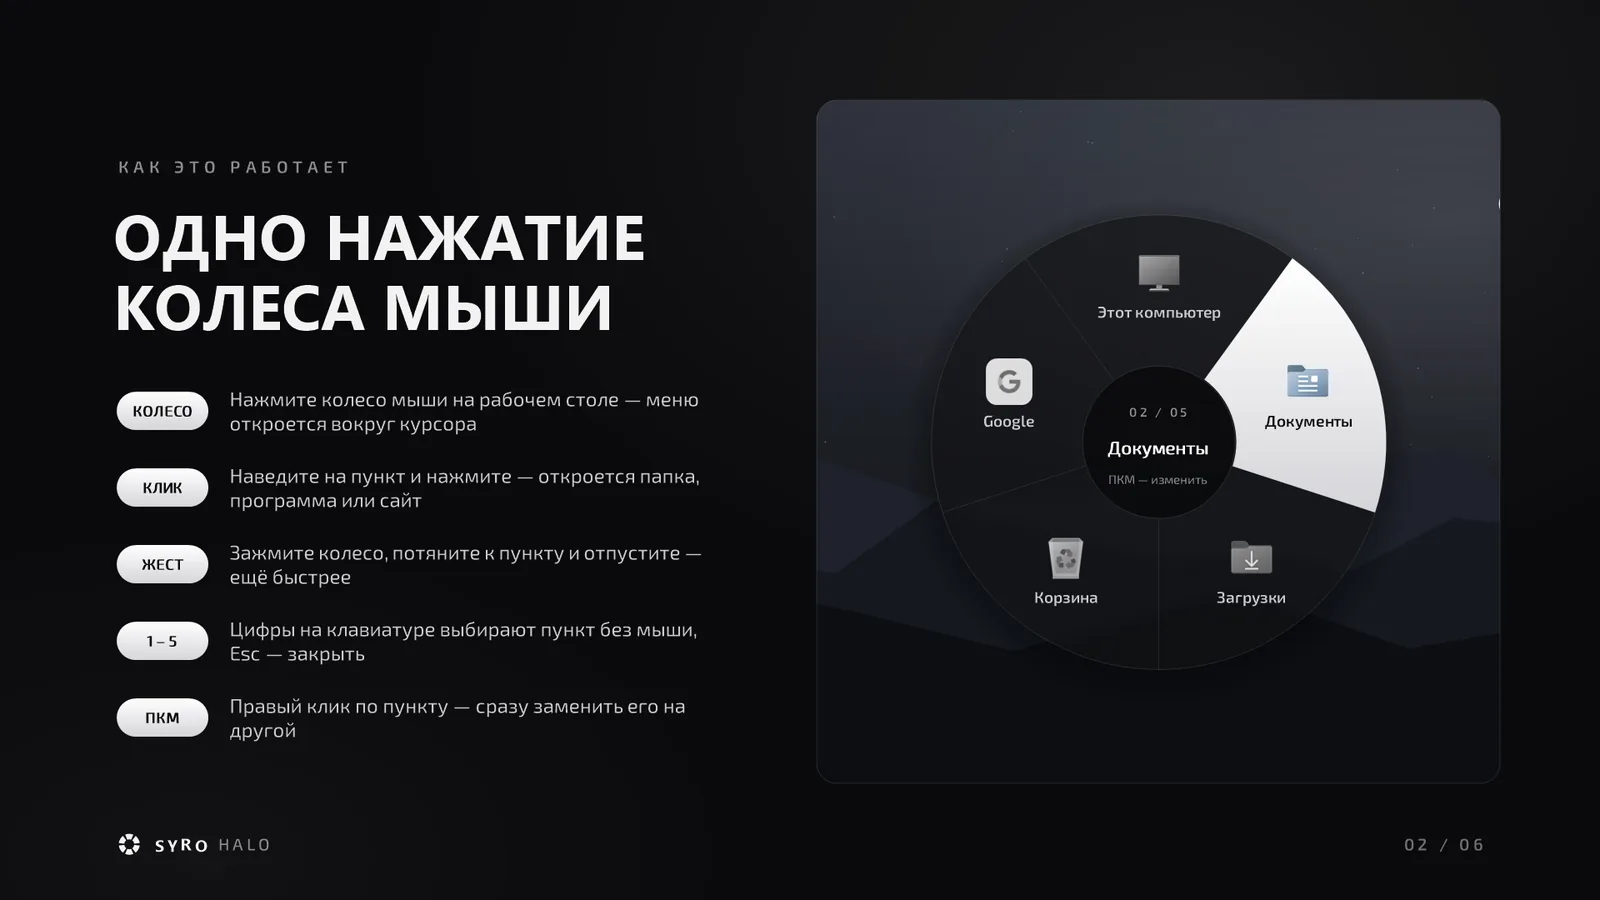 КАК ЭТО РАБОТАЕТ
ОДНО НАЖАТИЕ
КОЛЕСА МЫШИ
КОЛЕСО
Нажмите колесо мыши на рабочем столе — меню
откроется вокруг курсора
КЛИК
Наведите на пункт и нажмите — откроется папка,
программа или сайт
ЖЕСТ
Зажмите колесо, потяните к пункту и отпустите —
ещё быстрее
1–5
Цифры на клавиатуре выбирают пункт без мыши,
Esc — закрыть
ПКМ
Правый клик по пункту — сразу заменить его на
другой
Этот компьютер
G
Google
Документы
02 / 05
Документы
ПКМ — изменить
Корзина
Загрузки
SYRO HALO
02 / 06